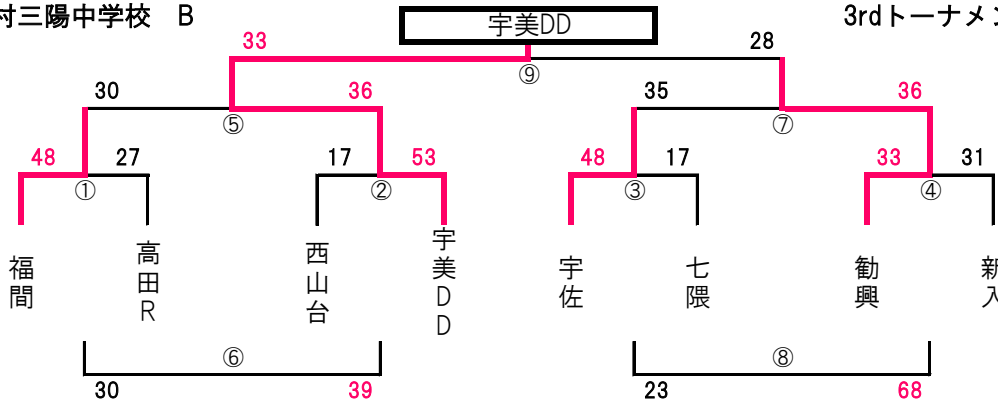 村三陽中学校 B
宇美DD
3rdトーナメン
33
28
⑨
30
36
35
36
⑤
⑦
48
27
17
53
48
17
33
31
①
②
③
④
福間
高田R
西山台
宇美DD
宇佐
七隈
勧興
新入
⑥
⑧
30
39
23
68